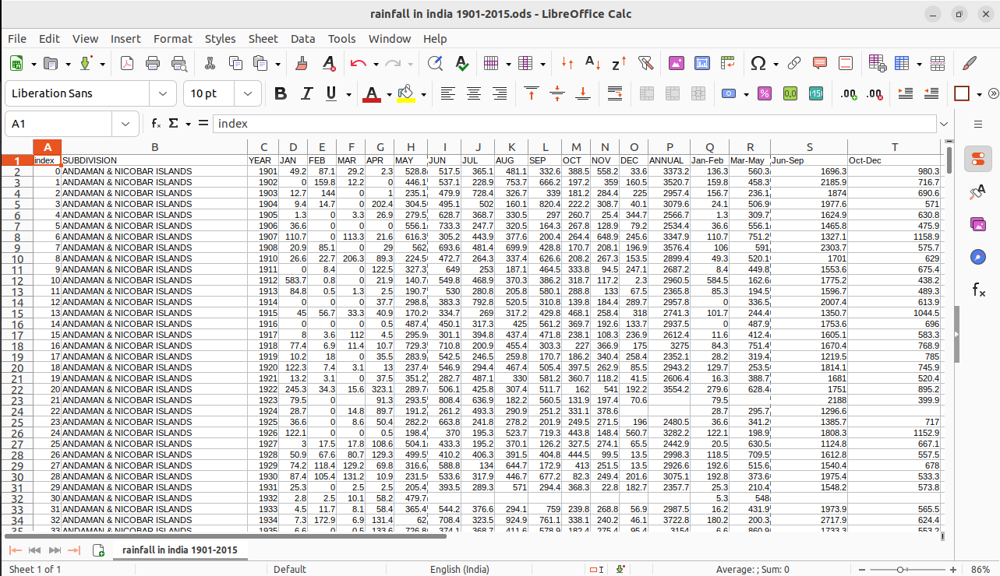 rainfall in india 1901-2015.ods - LibreOffice Calc
File Edit View Insert Format Styles Sheet Data Tools Window Help
Liberation Sans 10 pt B I U A
A1 fx Σ = index
A B C D E F G H I J K L M N O P Q R S T
1 index SUBDIVISION YEAR JAN FEB MAR APR MAY JUN JUL AUG SEP OCT NOV DEC ANNUAL Jan-Feb Mar-May Jun-Sep Oct-Dec
2 0 ANDAMAN & NICOBAR ISLANDS 1901 49.2 87.1 29.2 2.3 528.8 517.5 365.1 481.1 332.6 388.5 558.2 33.6 3373.2 136.3 560.3 1696.3 980.3
3 1 ANDAMAN & NICOBAR ISLANDS 1902 0 159.8 12.2 0 446.1 537.1 228.9 753.7 666.2 197.2 359 160.5 3520.7 159.8 458.3 2185.9 716.7
4 2 ANDAMAN & NICOBAR ISLANDS 1903 12.7 144 0 1 235.1 479.9 728.4 326.7 339 181.2 284.4 225 2957.4 156.7 236.1 1874 690.6
5 3 ANDAMAN & NICOBAR ISLANDS 1904 9.4 14.7 0 202.4 304.5 495.1 502 160.1 820.4 222.2 308.7 40.1 3079.6 24.1 506.9 1977.6 571
6 4 ANDAMAN & NICOBAR ISLANDS 1905 1.3 0 3.3 26.9 279.5 628.7 368.7 330.5 297 260.7 25.4 344.7 2566.7 1.3 309.7 1624.9 630.8
7 5 ANDAMAN & NICOBAR ISLANDS 1906 36.6 0 0 0 556.1 733.3 247.7 320.5 164.3 267.8 128.9 79.2 2534.4 36.6 556.1 1465.8 475.9
8 6 ANDAMAN & NICOBAR ISLANDS 1907 110.7 0 113.3 21.6 616.3 305.2 443.9 377.6 200.4 264.4 648.9 245.6 3347.9 110.7 751.2 1327.1 1158.9
9 7 ANDAMAN & NICOBAR ISLANDS 1908 20.9 85.1 0 29 562 693.6 481.4 699.9 428.8 170.7 208.1 196.9 3576.4 106 591 2303.7 575.7
10 8 ANDAMAN & NICOBAR ISLANDS 1910 26.6 22.7 206.3 89.3 224.5 472.7 264.3 337.4 626.6 208.2 267.3 153.5 2899.4 49.3 520.1 1701 629
11 9 ANDAMAN & NICOBAR ISLANDS 1911 0 8.4 0 122.5 327.3 649 253 187.1 464.5 333.8 94.5 247.1 2687.2 8.4 449.8 1553.6 675.4
12 10 ANDAMAN & NICOBAR ISLANDS 1912 583.7 0.8 0 21.9 140.7 549.8 468.9 370.3 386.2 318.7 117.2 2.3 2960.5 584.5 162.6 1775.2 438.2
13 11 ANDAMAN & NICOBAR ISLANDS 1913 84.8 0.5 1.3 2.5 190.7 530 280.8 205.8 580.1 288.8 133 67.5 2365.8 85.3 194.5 1596.7 489.3
14 12 ANDAMAN & NICOBAR ISLANDS 1914 0 0 0 37.7 298.8 383.3 792.8 520.5 310.8 139.8 184.4 289.7 2957.8 0 336.5 2007.4 613.9
15 13 ANDAMAN & NICOBAR ISLANDS 1915 45 56.7 33.3 40.9 170.2 334.7 269 317.2 429.8 468.1 258.4 318 2741.3 101.7 244.4 1350.7 1044.5
16 14 ANDAMAN & NICOBAR ISLANDS 1916 0 0 0 0.5 487.4 450.1 317.3 425 561.2 369.7 192.6 133.7 2937.5 0 487.9 1753.6 696
17 15 ANDAMAN & NICOBAR ISLANDS 1917 8 3.6 112 4.5 295.9 301.1 394.8 437.4 471.8 238.1 108.3 236.9 2612.4 11.6 412.4 1605.1 583.3
18 16 ANDAMAN & NICOBAR ISLANDS 1918 77.4 6.9 11.4 10.7 729.3 710.8 200.9 455.4 303.3 227 366.9 175 3275 84.3 751.4 1670.4 768.9
19 17 ANDAMAN & NICOBAR ISLANDS 1919 10.2 18 0 35.5 283.9 542.5 246.5 259.8 170.7 186.2 340.4 258.4 2352.1 28.2 319.4 1219.5 785
20 18 ANDAMAN & NICOBAR ISLANDS 1920 122.3 7.4 3.1 13 237.4 546.9 294.4 467.4 505.4 397.5 262.9 85.5 2943.2 129.7 253.5 1814.1 745.9
21 19 ANDAMAN & NICOBAR ISLANDS 1921 13.2 3.1 0 37.5 351.2 282.7 487.1 330 581.2 360.7 118.2 41.5 2606.4 16.3 388.7 1681 520.4
22 20 ANDAMAN & NICOBAR ISLANDS 1922 245.3 34.3 15.6 323.1 289.7 506.1 425.8 307.4 511.7 162 541 192.2 3554.2 279.6 628.4 1751 895.2
23 21 ANDAMAN & NICOBAR ISLANDS 1923 79.5 0 91.3 293.5 808.4 636.9 182.2 560.5 131.9 197.4 70.6 79.5 2188 399.9
24 22 ANDAMAN & NICOBAR ISLANDS 1924 28.7 0 14.8 89.7 191.2 261.2 493.3 290.9 251.2 331.1 378.6 28.7 295.7 1296.6
25 23 ANDAMAN & NICOBAR ISLANDS 1925 36.6 0 8.6 50.4 282.2 663.8 241.8 278.2 201.9 249.5 271.5 196 2480.5 36.6 341.2 1385.7 717
26 24 ANDAMAN & NICOBAR ISLANDS 1926 122.1 0 0 0.5 198.4 370 195.3 523.7 719.3 443.8 148.4 560.7 3282.2 122.1 198.9 1808.3 1152.9
27 25 ANDAMAN & NICOBAR ISLANDS 1927 3 17.5 17.8 108.6 504.1 433.3 195.2 370.1 126.2 327.5 274.1 65.5 2442.9 20.5 630.5 1124.8 667.1
28 26 ANDAMAN & NICOBAR ISLANDS 1928 50.9 67.6 80.7 129.3 499.5 410.2 406.3 391.5 404.8 444.5 99.5 13.5 2998.3 118.5 709.5 1612.8 557.5
29 27 ANDAMAN & NICOBAR ISLANDS 1929 74.2 118.4 129.2 69.8 316.6 588.8 134 644.7 172.9 413 251.5 13.5 2926.6 192.6 515.6 1540.4 678
30 28 ANDAMAN & NICOBAR ISLANDS 1930 87.4 105.4 131.2 10.9 231.5 533.6 317.9 446.7 677.2 82.3 249.4 201.6 3075.1 192.8 373.6 1975.4 533.3
31 29 ANDAMAN & NICOBAR ISLANDS 1931 25.3 0 2.5 2.5 205.4 393.5 289.3 571 294.4 368.3 22.8 182.7 2357.7 25.3 210.4 1548.2 573.8
32 30 ANDAMAN & NICOBAR ISLANDS 1932 2.8 2.5 10.1 58.2 479.7 5.3 548
33 31 ANDAMAN & NICOBAR ISLANDS 1933 4.5 11.7 8.1 58.4 365.4 544.2 376.6 294.1 759 239.8 268.8 56.9 2987.5 16.2 431.9 1973.9 565.5
34 32 ANDAMAN & NICOBAR ISLANDS 1934 7.3 172.9 6.9 131.4 62 708.4 323.5 924.9 761.1 338.1 240.2 46.1 3722.8 180.2 200.3 2717.9 624.4
35 33 ANDAMAN & NICOBAR ISLANDS 1935 6.6 0 0.5 133.6 726.8 374.1 368.7 411.6 578.9 182.4 275.4 95.4 3154 6.6 860.9 1733.3 553.2
rainfall in india 1901-2015
Sheet 1 of 1 Default English (India) Average: ; Sum: 0 86%